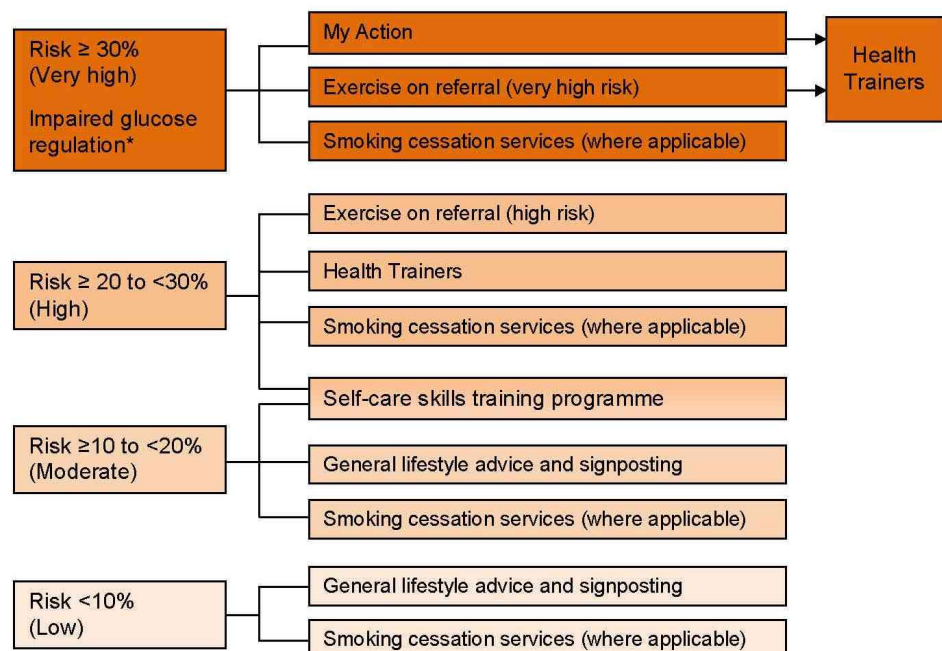 Risk ≥ 30%
(Very high)
Impaired glucose
regulation*
My Action
Exercise on referral (very high risk)
Smoking cessation services (where applicable)
Health
Trainers
Risk ≥ 20 to <30%
(High)
Exercise on referral (high risk)
Health Trainers
Smoking cessation services (where applicable)
Self-care skills training programme
Risk ≥10 to <20%
(Moderate)
General lifestyle advice and signposting
Smoking cessation services (where applicable)
Risk <10%
(Low)
General lifestyle advice and signposting
Smoking cessation services (where applicable)